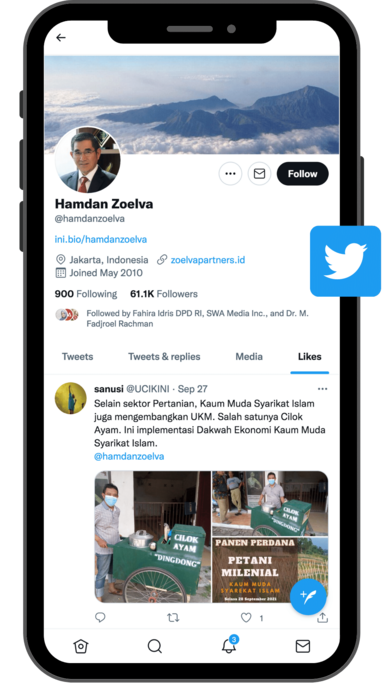 Follow
Hamdan Zoelva
@hamdanzoelva
ini.bio/hamdanzoelva
Jakarta, Indonesia zoelvapartners.id
Joined May 2010
900 Following 61.1K Followers
Followed by Fahira Idris DPD RI, SWA Media Inc., and Dr. M.
Fadjroel Rachman
Tweets Tweets & replies Media Likes
sanusi @UCIKINI · Sep 27
Selain sektor Pertanian, Kaum Muda Syarikat Islam
juga mengembangkan UKM. Salah satunya Cilok
Ayam. Ini implementasi Dakwah Ekonomi Kaum Muda
Syarikat Islam.
@hamdanzoelva
CILOK
AYAM
"DINGDONG"
CILOK
AYAM
"DINGDONG"
PANEN PERDANA
PETANI
MILENIAL
KAUM MUDA
SYAREKAT ISLAM
1
3